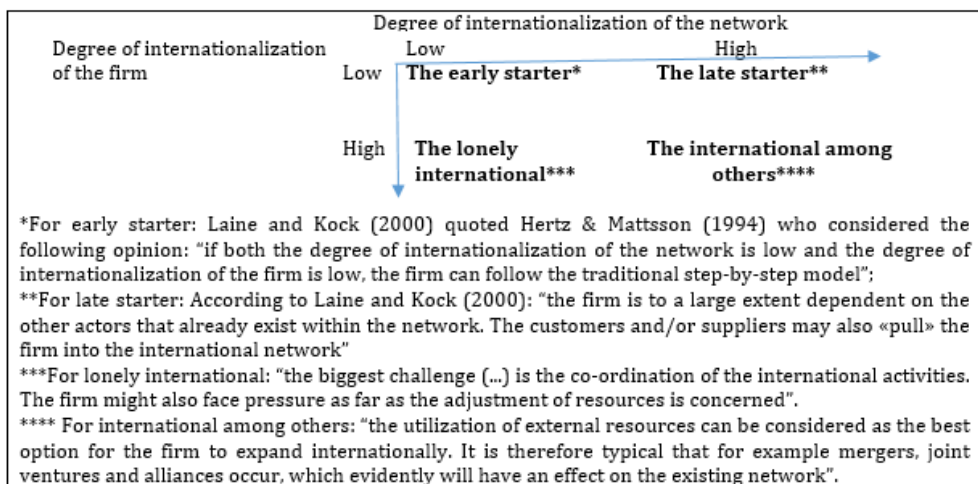 Degree of internationalization of the network
Degree of internationalization Low High
of the firm Low The early starter* The late starter**
High The lonely The international among
international*** others****
*For early starter: Laine and Kock (2000) quoted Hertz & Mattsson (1994) who considered the
following opinion: “if both the degree of internationalization of the network is low and the degree of
internationalization of the firm is low, the firm can follow the traditional step-by-step model”;
**For late starter: According to Laine and Kock (2000): “the firm is to a large extent dependent on the
other actors that already exist within the network. The customers and/or suppliers may also «pull» the
firm into the international network”
***For lonely international: “the biggest challenge (...) is the co-ordination of the international activities.
The firm might also face pressure as far as the adjustment of resources is concerned”.
**** For international among others: “the utilization of external resources can be considered as the best
option for the firm to expand internationally. It is therefore typical that for example mergers, joint
ventures and alliances occur, which evidently will have an effect on the existing network”.